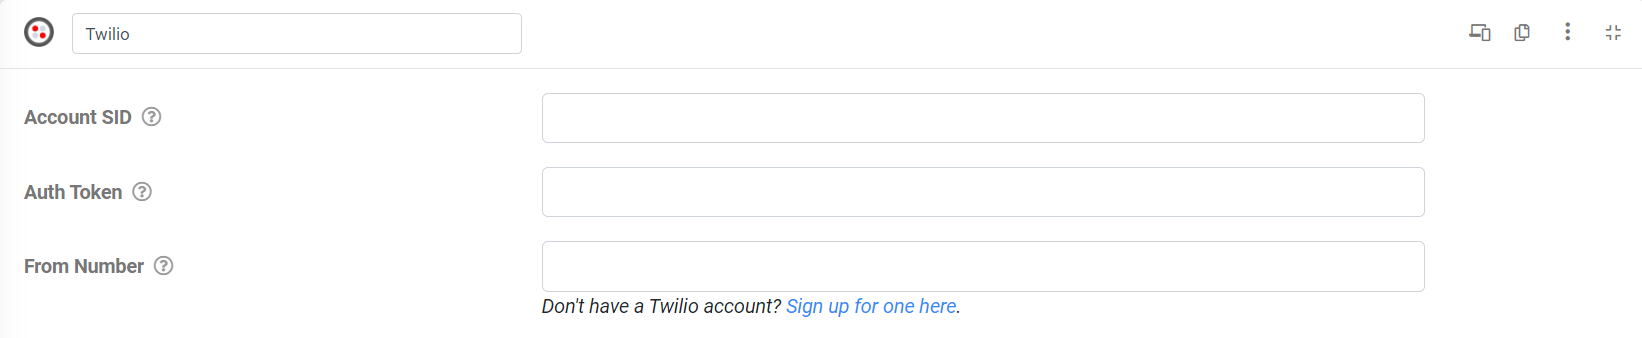 Twilio
Account SID
Auth Token
From Number
Don't have a Twilio account? Sign up for one here.